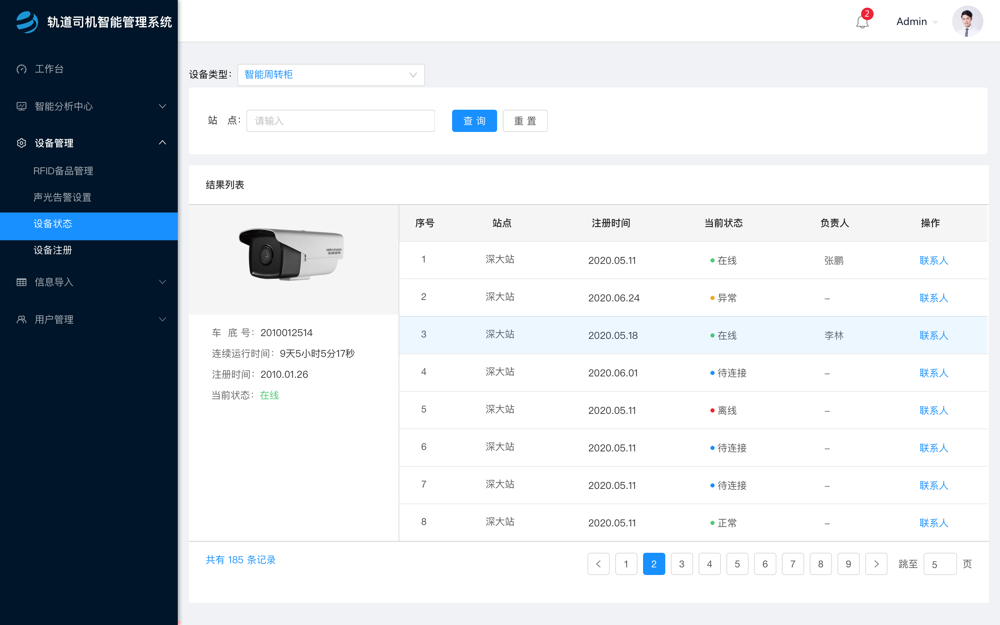 轨道司机智能管理系统
2
Admin
工作台
智能分析中心
设备管理
RFID备品管理
声光告警设置
设备状态
设备注册
信息导入
用户管理
设备类型： 智能周转柜
站 点： 请输入 查 询 重 置
结果列表
HIKVISION
海康威视
车 底 号： 2010012514
连续运行时间： 9天5小时5分17秒
注册时间： 2010.01.26
当前状态： 在线
序号 站点 注册时间 当前状态 负责人 操作
1 深大站 2020.05.11 在线 张鹏 联系人
2 深大站 2020.06.24 异常 – 联系人
3 深大站 2020.05.18 在线 李林 联系人
4 深大站 2020.06.01 待连接 – 联系人
5 深大站 2020.05.11 离线 – 联系人
6 深大站 2020.05.11 待连接 – 联系人
7 深大站 2020.05.11 待连接 – 联系人
8 深大站 2020.05.11 正常 – 联系人
共有 185 条记录
< 1 2 3 4 5 6 7 8 9 > 跳至 5 页